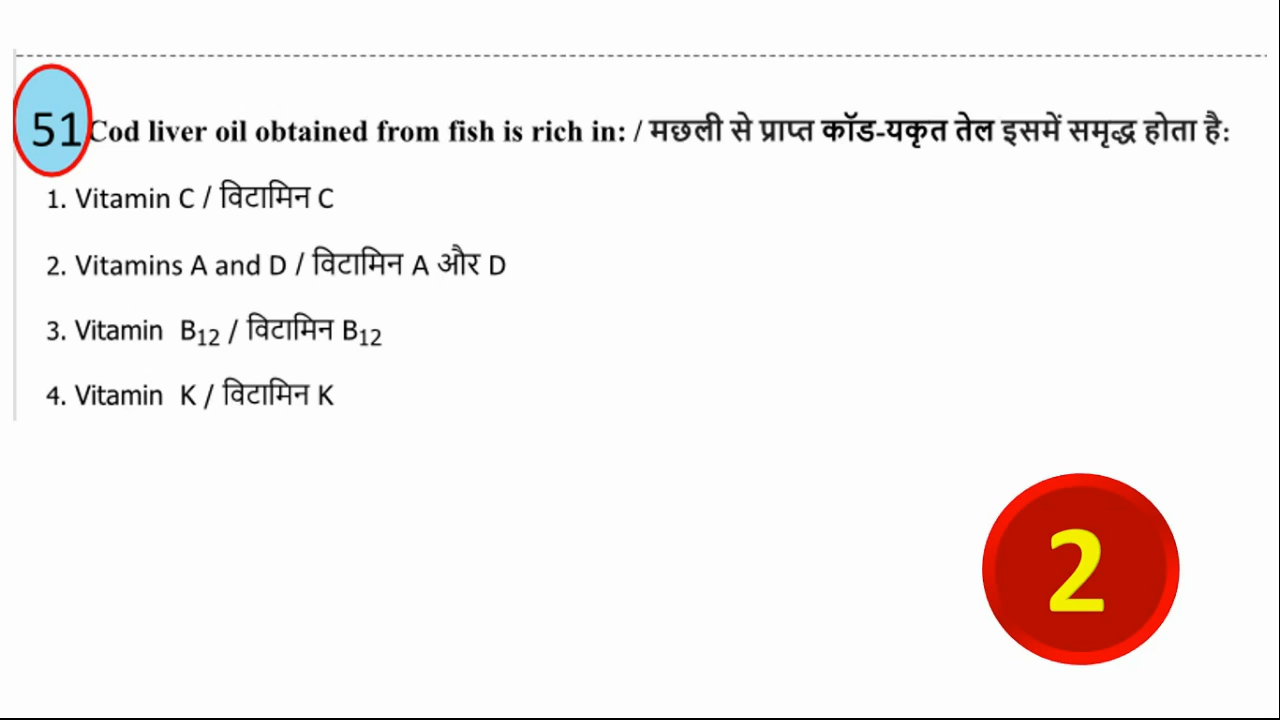 51 Cod liver oil obtained from fish is rich in: / मछली से प्राप्त कॉड-यकृत तेल इसमें समृद्ध होता है:
1. Vitamin C / विटामिन C
2. Vitamins A and D / विटामिन A और D
3. Vitamin B₁₂ / विटामिन B₁₂
4. Vitamin K / विटामिन K
2